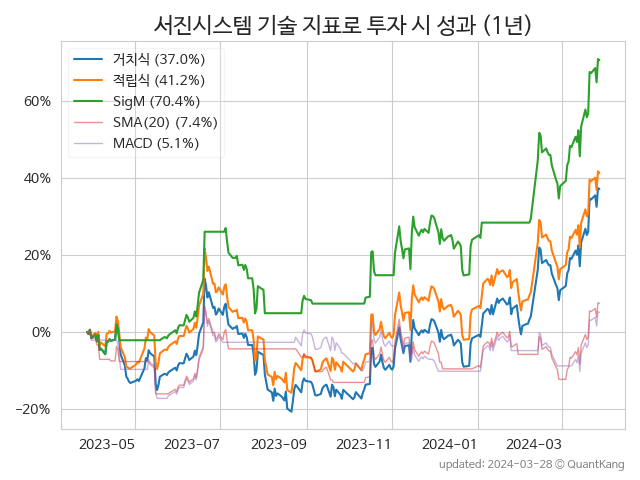 서진시스템 기술 지표로 투자 시 성과 (1년)
거치식 (37.0%)
적립식 (41.2%)
SigM (70.4%)
SMA(20) (7.4%)
MACD (5.1%)
60%
40%
20%
0%
−20%
2023-05 2023-07 2023-09 2023-11 2024-01 2024-03
updated: 2024-03-28 © QuantKang